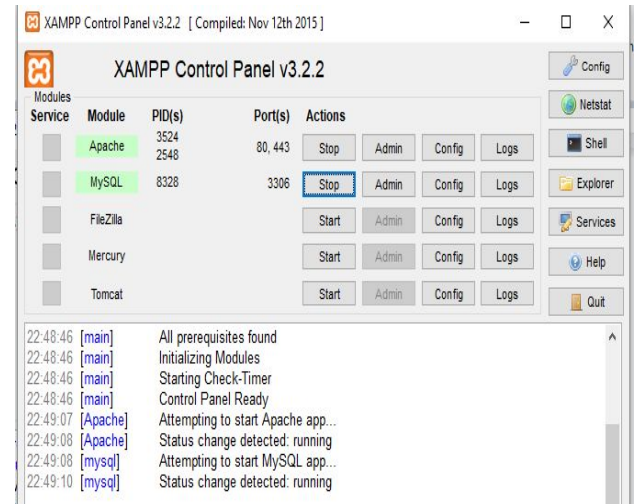 XAMPP Control Panel v3.2.2 [ Compiled: Nov 12th 2015 ]
XAMPP Control Panel v3.2.2
Config
Modules
Service Module PID(s) Port(s) Actions
Netstat
Apache 3524 2548 80, 443 Stop Admin Config Logs
Shell
MySQL 8328 3306 Stop Admin Config Logs
Explorer
FileZilla Start Admin Config Logs
Services
Mercury Start Admin Config Logs
Help
Tomcat Start Admin Config Logs
Quit
22:48:46 [main] All prerequisites found
22:48:46 [main] Initializing Modules
22:48:46 [main] Starting Check-Timer
22:48:46 [main] Control Panel Ready
22:49:07 [Apache] Attempting to start Apache app...
22:49:08 [Apache] Status change detected: running
22:49:08 [mysql] Attempting to start MySQL app...
22:49:10 [mysql] Status change detected: running